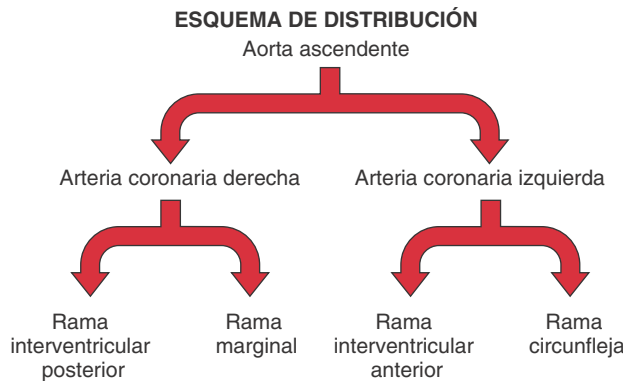 ESQUEMA DE DISTRIBUCIÓN
Aorta ascendente
Arteria coronaria derecha
Arteria coronaria izquierda
Rama
interventricular
posterior
Rama
marginal
Rama
interventricular
anterior
Rama
circunfleja